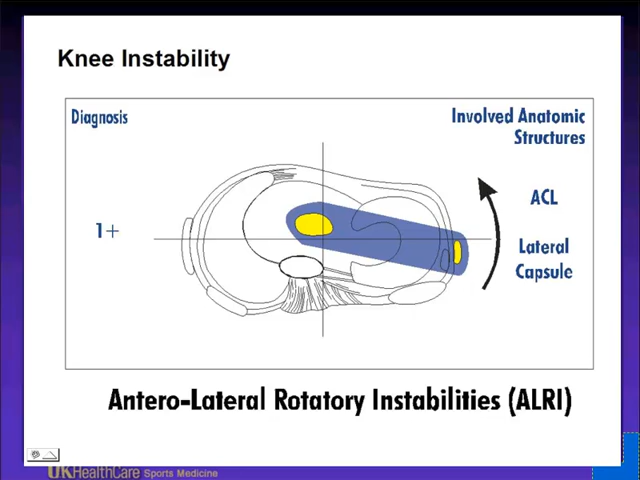 Knee Instability
Diagnosis
Involved Anatomic
Structures
ACL
1+
Lateral
Capsule
Antero-Lateral Rotatory Instabilities (ALRI)
UKHealthCare Sports Medicine